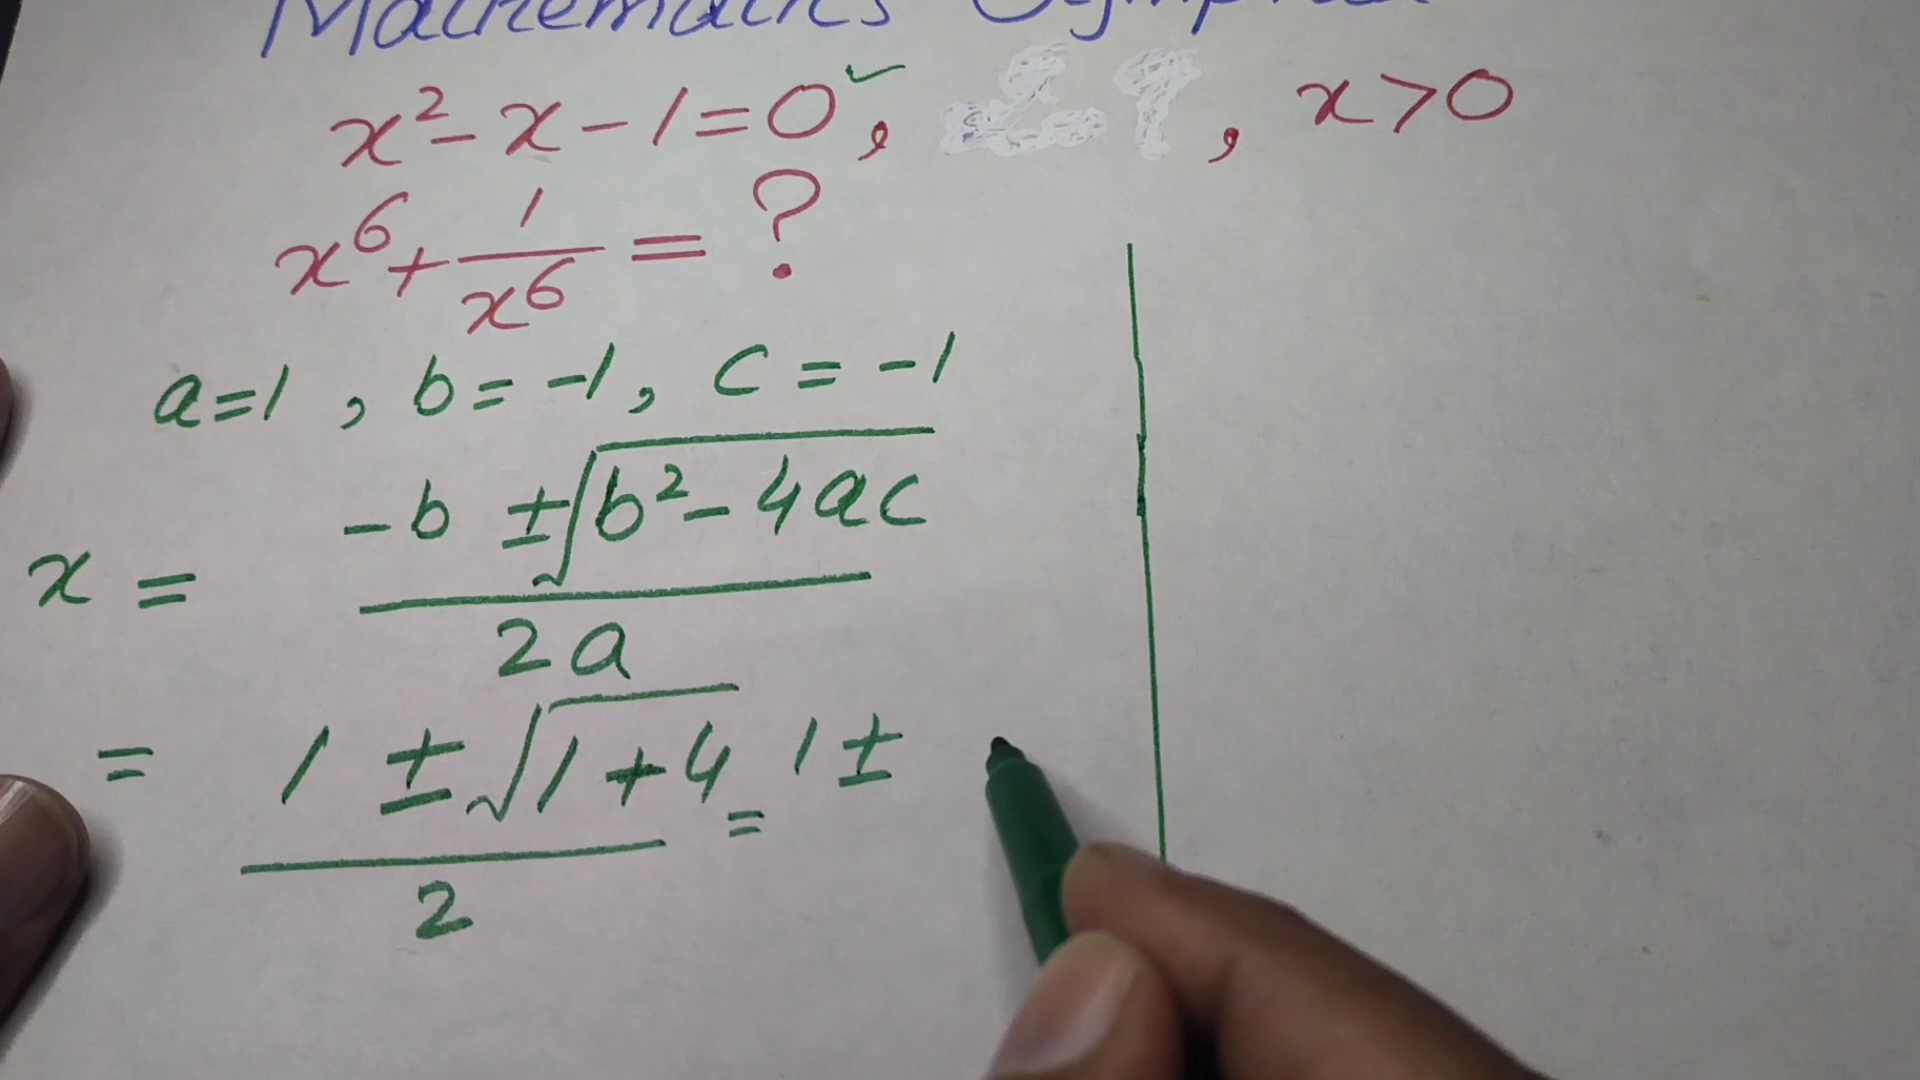 Mathematics
x² - x - 1 = 0 ✓, , x > 0
x⁶ + 1/x⁶ = ?
a = 1 , b = -1 , c = -1
x = (-b ± √(b² - 4ac))/(2a)
= (1 ± √(1 + 4))/2 = 1 ±